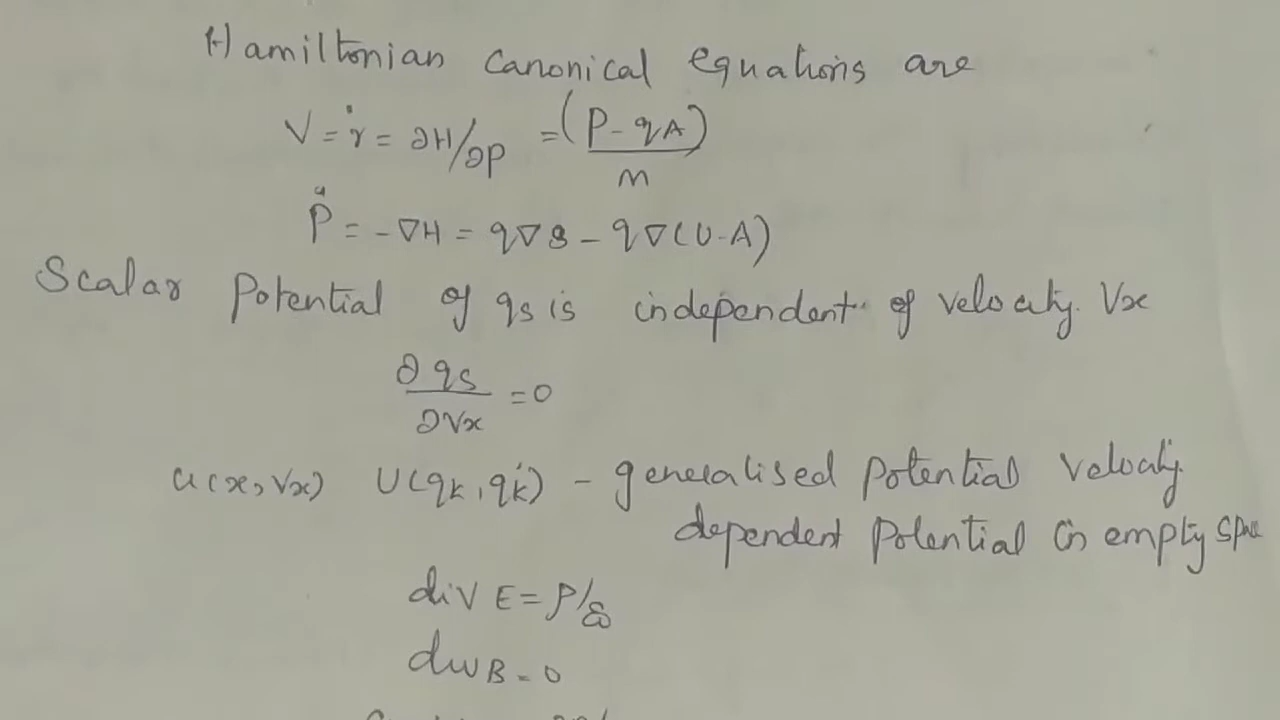 Hamiltonian canonical equations are
V = ṙ = ∂H/∂p = (P - qA)/m
Ṗ = -∇H = q∇s - q∇(U·A)
Scalar Potential of qs is independent of velocity Vx
∂qs/∂Vx = 0
u(x, Vx) U(qk, q̇k) - generalised potential velocity
dependent potential in empty
div E = ρ/ε₀
div B = 0